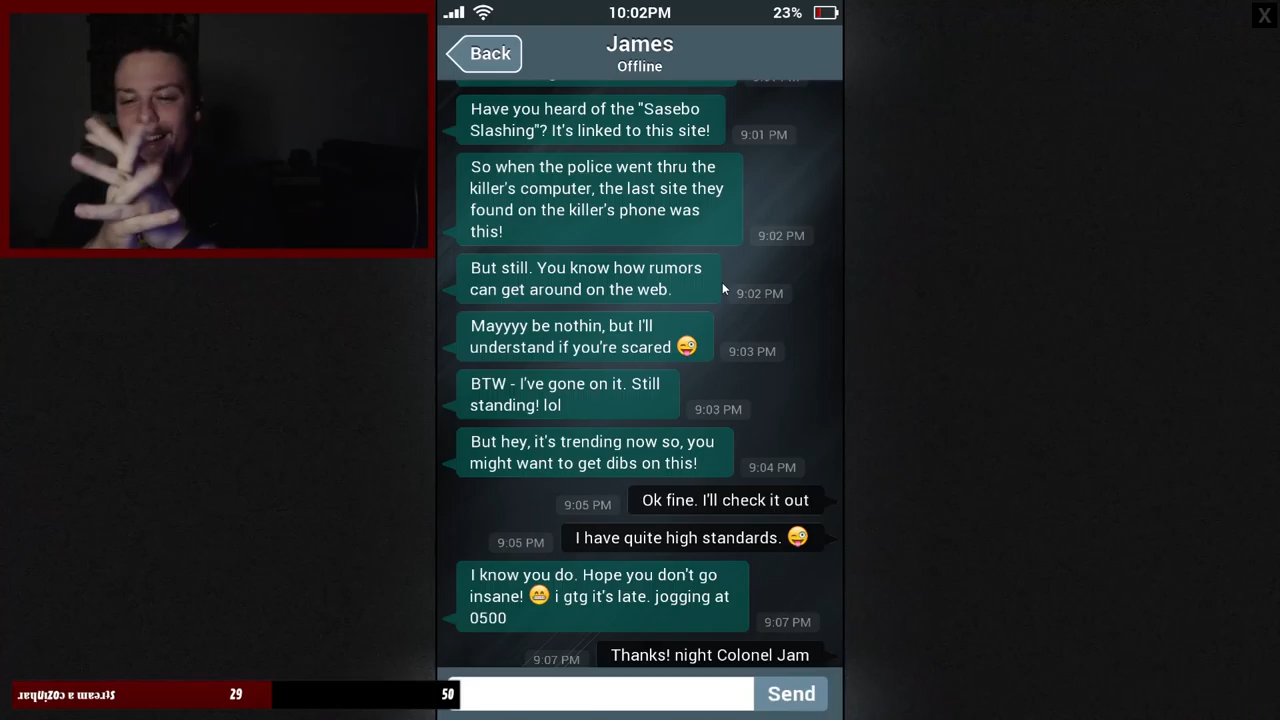 10:02PM
23%
X
Back
James
Offline
Have you heard of the "Sasebo
Slashing"? It's linked to this site!
9:01 PM
So when the police went thru the
killer's computer, the last site they
found on the killer's phone was
this!
9:02 PM
But still. You know how rumors
can get around on the web.
9:02 PM
Mayyyy be nothin, but I'll
understand if you're scared 😜
9:03 PM
BTW - I've gone on it. Still
standing! lol
9:03 PM
But hey, it's trending now so, you
might want to get dibs on this!
9:04 PM
Ok fine. I'll check it out
9:05 PM
I have quite high standards. 😜
9:05 PM
I know you do. Hope you don't go
insane! 😁 i gtg it's late. jogging at
0500
9:07 PM
Thanks! night Colonel Jam
9:07 PM
Send
29
50